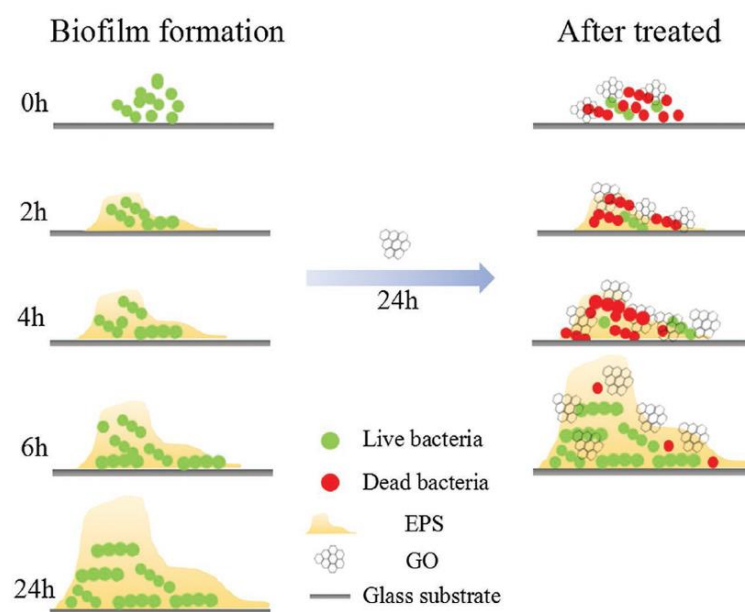 Biofilm formation
After treated
0h
2h
24h
4h
6h
Live bacteria
Dead bacteria
EPS
GO
24h
Glass substrate